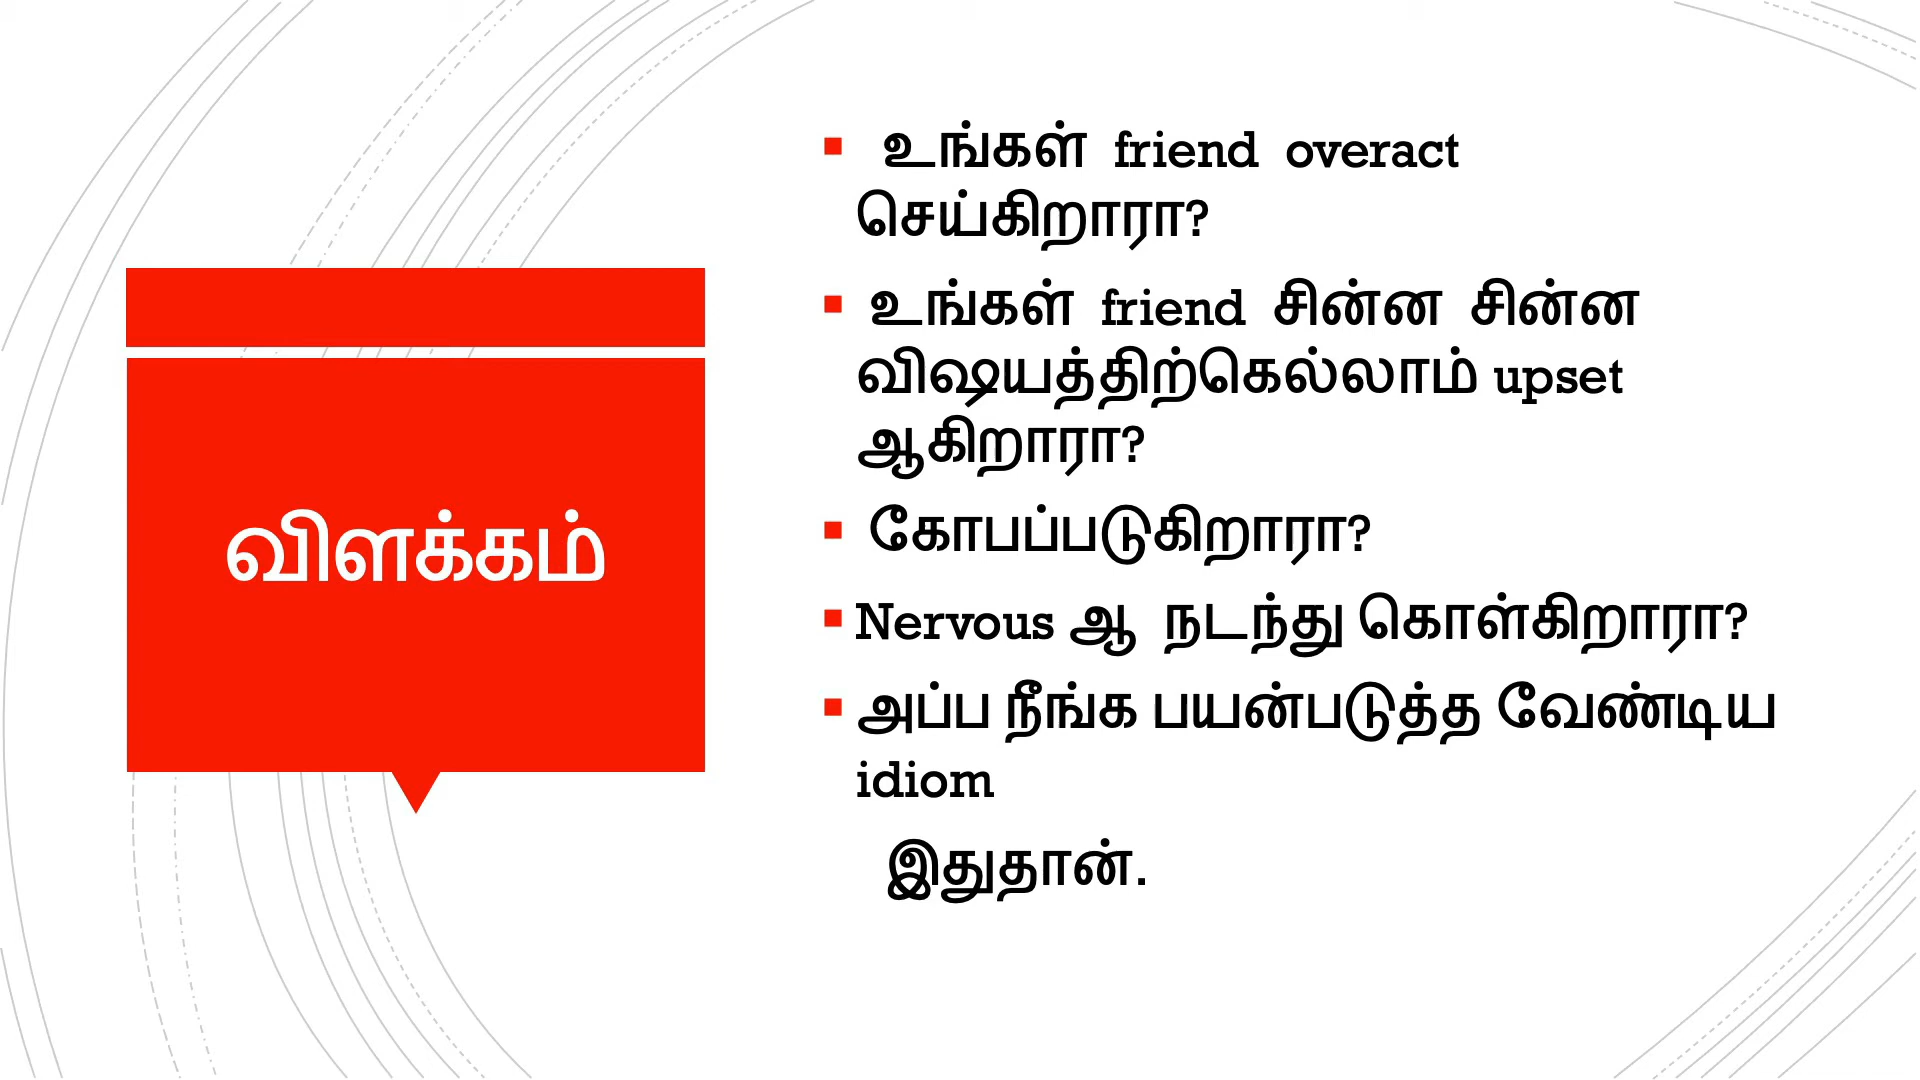 விளக்கம்
உங்கள் friend overact
செய்கிறாரா?
உங்கள் friend சின்ன சின்ன
விஷயத்திற்கெல்லாம் upset
ஆகிறாரா?
கோபப்படுகிறாரா?
Nervous ஆ நடந்து கொள்கிறாரா?
அப்ப நீங்க பயன்படுத்த வேண்டிய
idiom
இதுதான்.